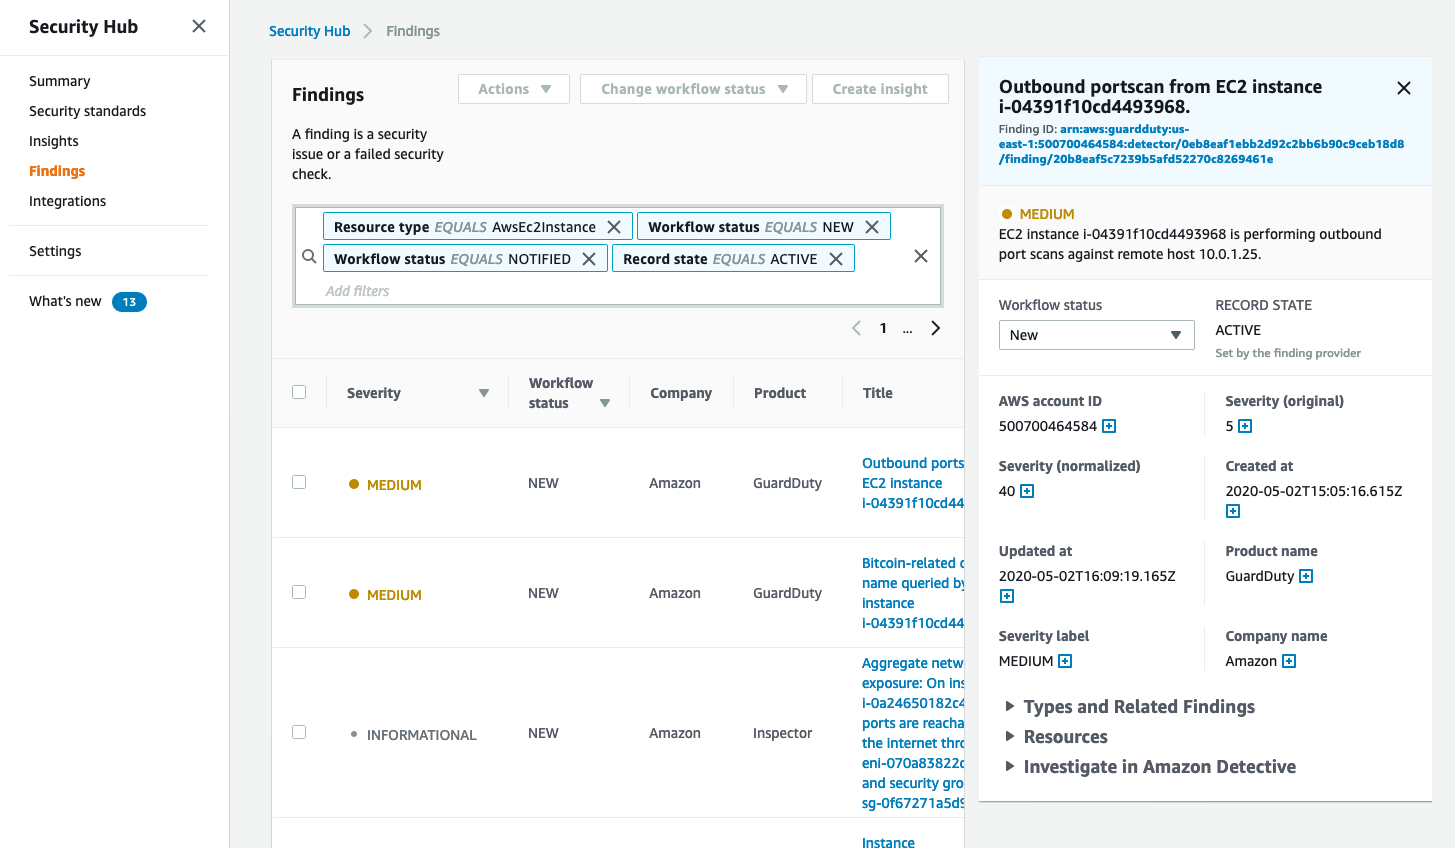 Security Hub
Summary
Security standards
Insights
Findings
Integrations
Settings
What's new 13
Security Hub Findings
Findings
Actions
Change workflow status
Create insight
A finding is a security
issue or a failed security
check.
Resource type EQUALS AwsEc2Instance
Workflow status EQUALS NEW
Workflow status EQUALS NOTIFIED
Record state EQUALS ACTIVE
Add filters
1 ...
Severity
Workflow
status
Company
Product
Title
MEDIUM
NEW
Amazon
GuardDuty
Outbound ports
EC2 instance
i-04391f10cd44
MEDIUM
NEW
Amazon
GuardDuty
Bitcoin-related
name queried by
instance
i-04391f10cd44
INFORMATIONAL
NEW
Amazon
Inspector
Aggregate netw
exposure: On ins
i-0a24650182c4
ports are reacha
the internet thro
eni-070a83822c
and security gro
sg-0f67271a5d9
Instance
Outbound portscan from EC2 instance
i-04391f10cd4493968.
Finding ID: arn:aws:guardduty:us-
east-1:500700464584:detector/0eb8eaf1ebb2d92c2bb6b90c9ceb18d8
/finding/20b8eaf5c7239b5afd52270c8269461e
MEDIUM
EC2 instance i-04391f10cd4493968 is performing outbound
port scans against remote host 10.0.1.25.
Workflow status
New
RECORD STATE
ACTIVE
Set by the finding provider
AWS account ID
500700464584
Severity (original)
5
Severity (normalized)
40
Created at
2020-05-02T15:05:16.615Z
Updated at
2020-05-02T16:09:19.165Z
Product name
GuardDuty
Severity label
MEDIUM
Company name
Amazon
Types and Related Findings
Resources
Investigate in Amazon Detective